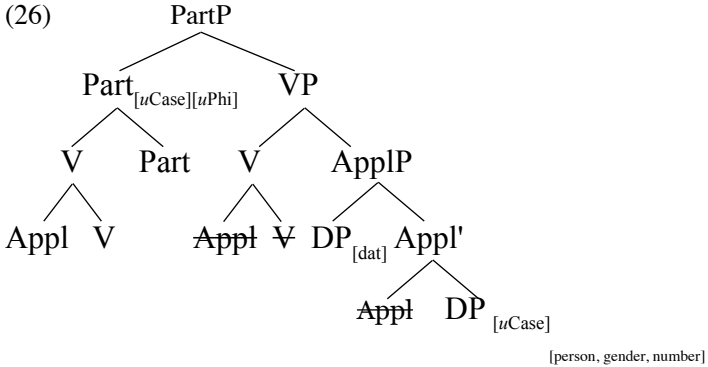 (26) PartP
Part[uCase][uPhi] VP
V Part V ApplP
Appl V Appl V DP[dat] Appl'
Appl DP [uCase]
[person, gender, number]